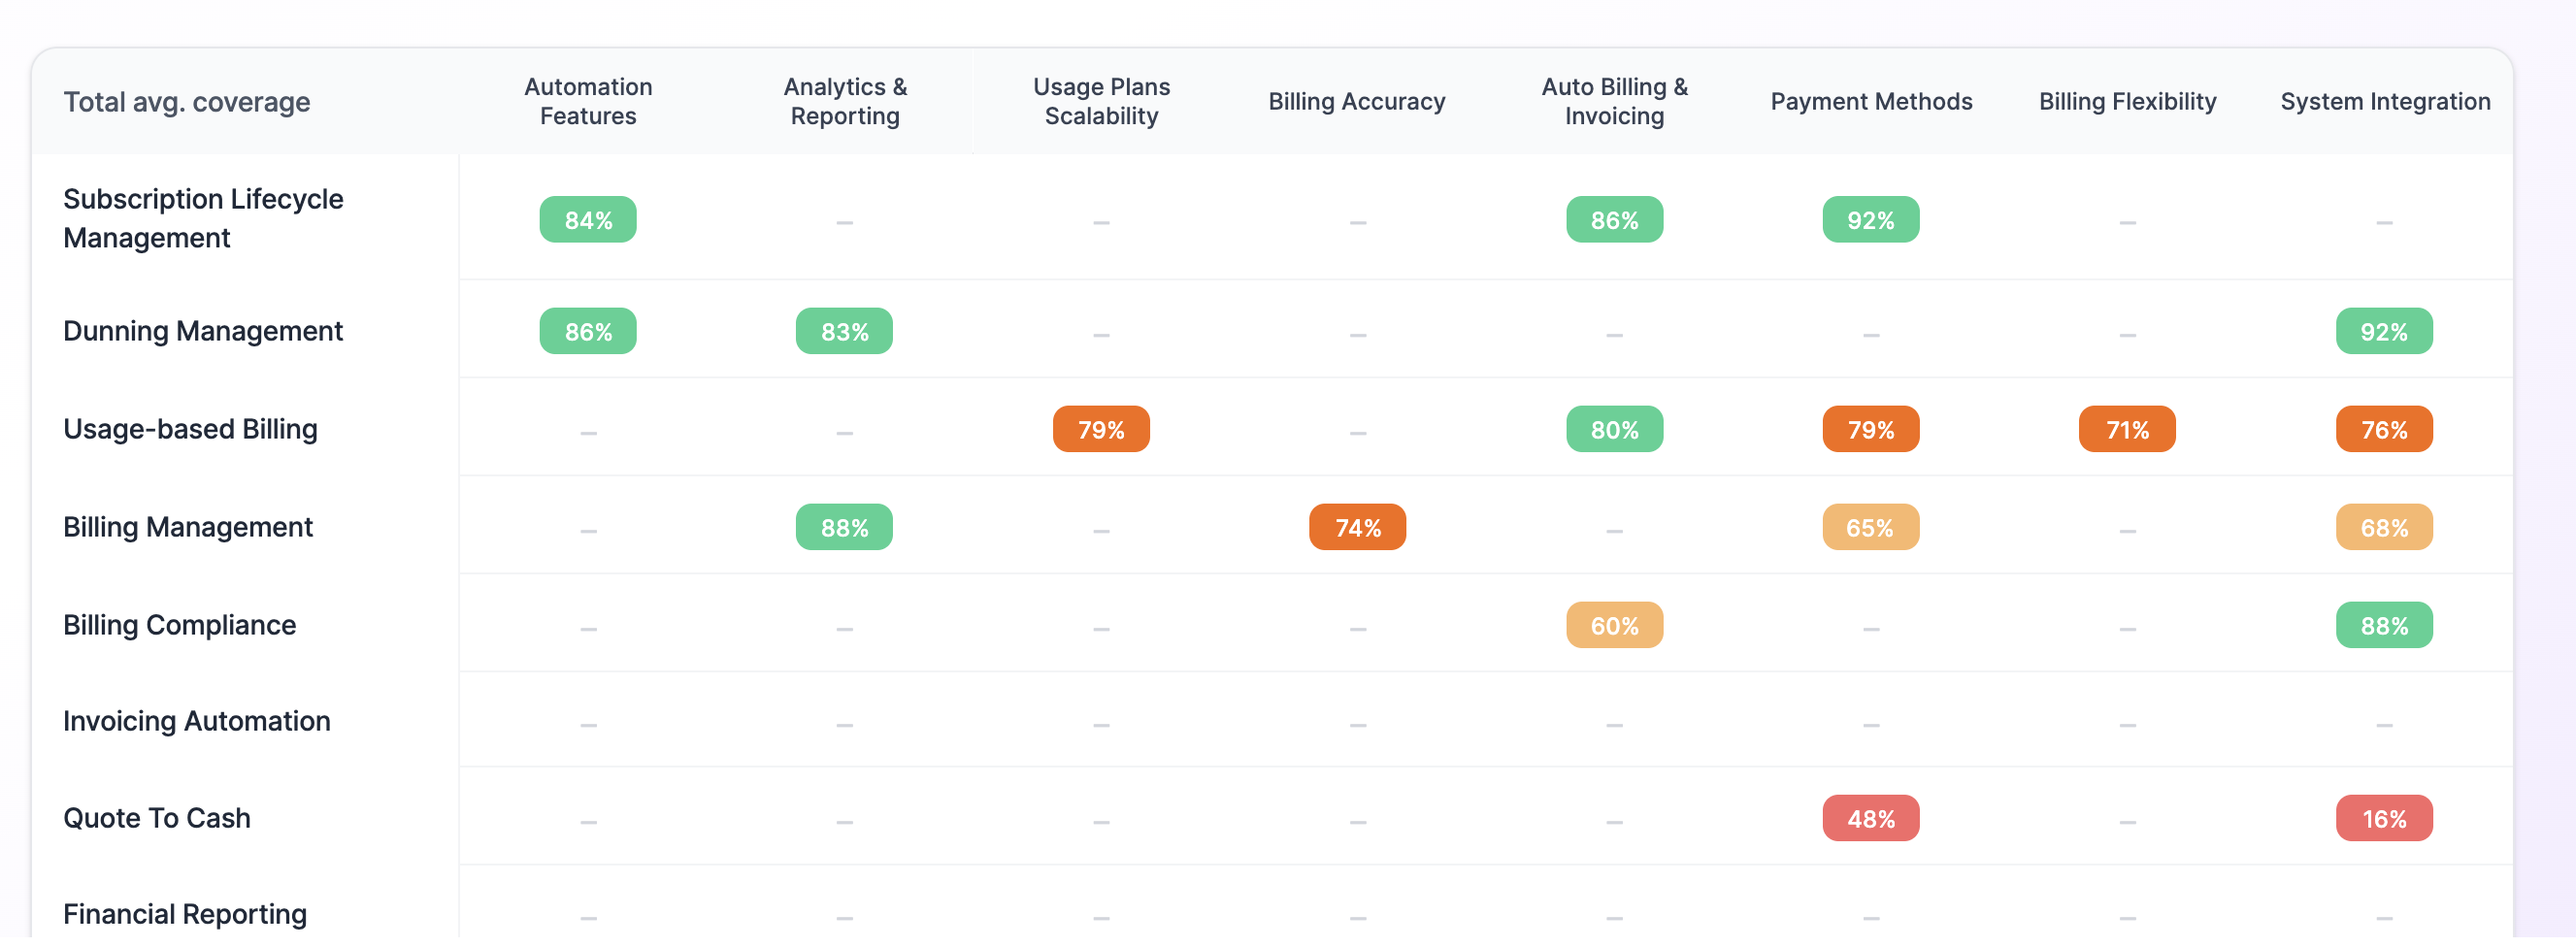 Total avg. coverage
Automation
Features
Analytics &
Reporting
Usage Plans
Scalability
Billing Accuracy
Auto Billing &
Invoicing
Payment Methods
Billing Flexibility
System Integration
Subscription Lifecycle
Management
84% – – – 86% 92% – –
Dunning Management 86% 83% – – – – – 92%
Usage-based Billing – – 79% – 80% 79% 71% 76%
Billing Management – 88% – 74% – 65% – 68%
Billing Compliance – – – – 60% – – 88%
Invoicing Automation – – – – – – – –
Quote To Cash – – – – – 48% – 16%
Financial Reporting – – – – – – – –